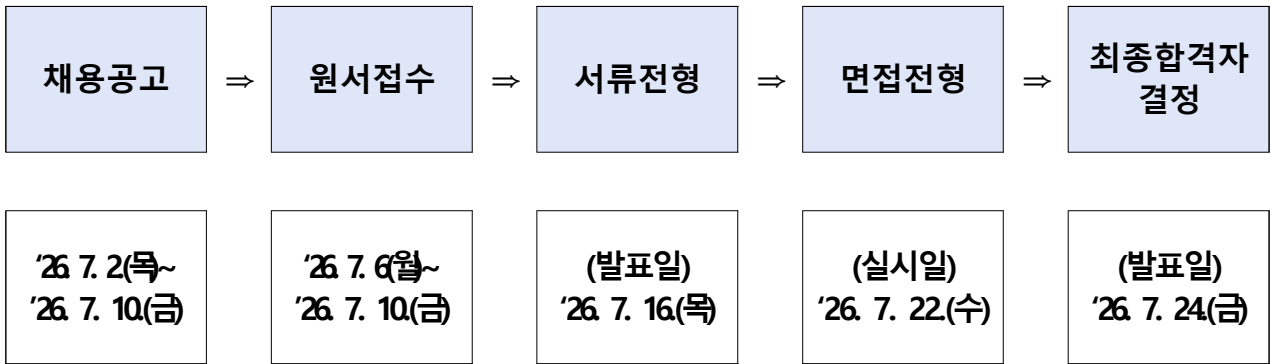 채용공고 ⇒ 원서접수 ⇒ 서류전형 ⇒ 면접전형 ⇒ 최종합격자
결정
‘26. 7. 2.(목)~
’26. 7. 10.(금)
‘26. 7. 6(월)~
’26. 7. 10.(금)
(발표일)
‘26. 7. 16.(목)
(실시일)
‘26. 7. 22.(수)
(발표일)
‘26. 7. 24.(금)